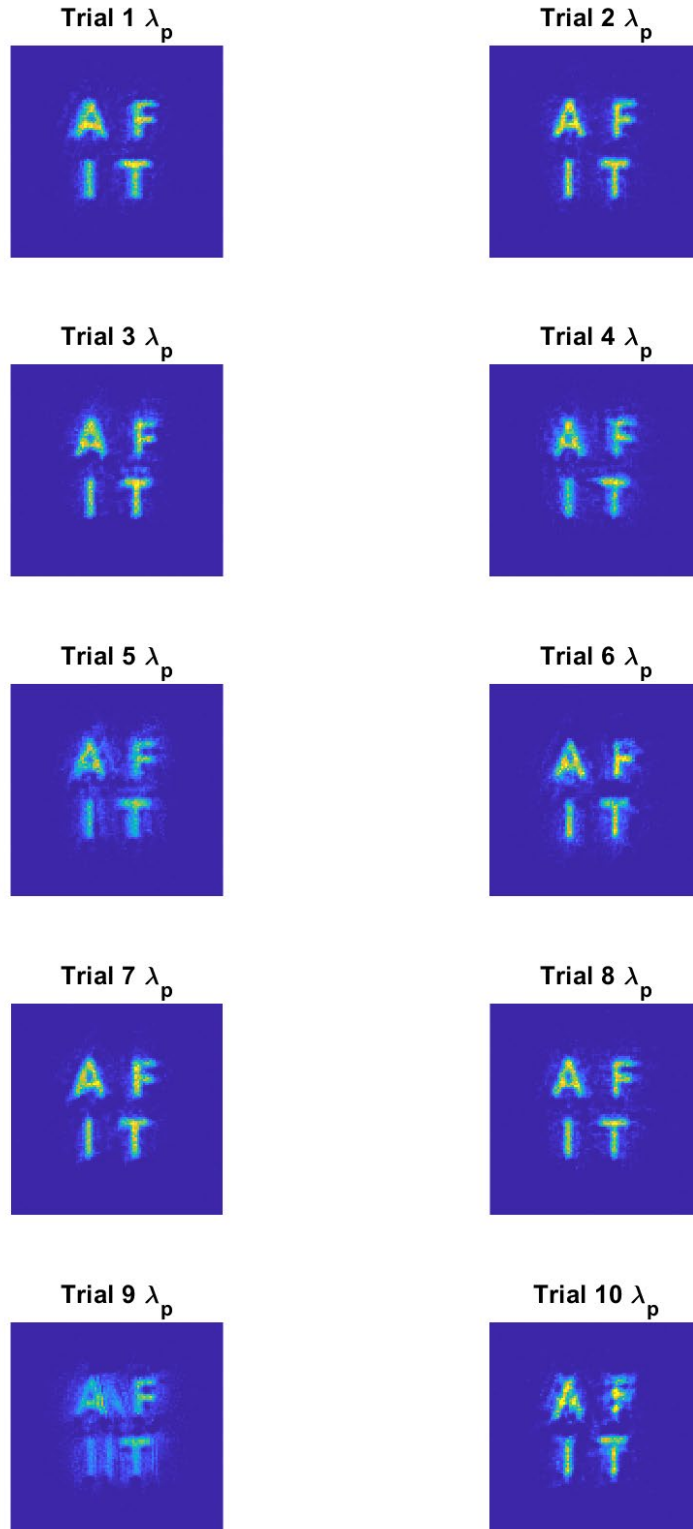 Trial 1 λp
Trial 2 λp
A F
A F
I T
I T
Trial 3 λp
Trial 4 λp
A F
A F
I T
I T
Trial 5 λp
Trial 6 λp
A F
A F
I T
I T
Trial 7 λp
Trial 8 λp
A F
A F
I T
I T
Trial 9 λp
Trial 10 λp
A F
A F
I T
I T